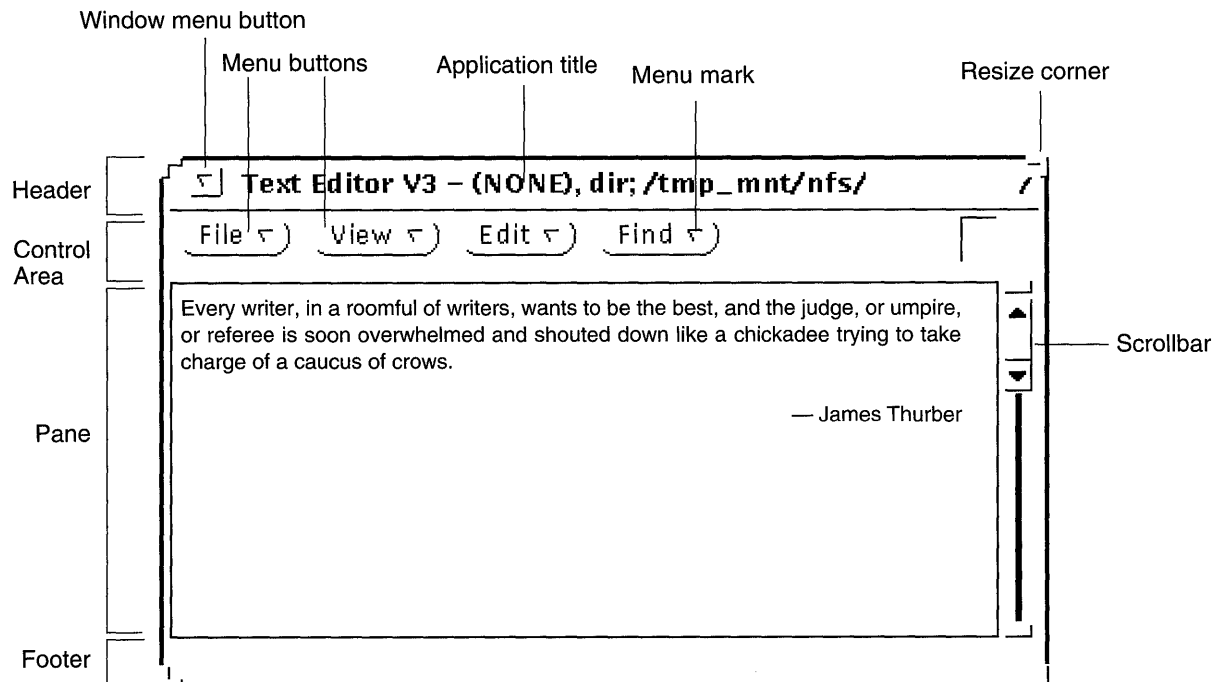 Window menu button
Menu buttons
Application title
Menu mark
Resize corner
Header
Text Editor V3 – (NONE), dir; /tmp_mnt/nfs/
/
Control
Area
File View Edit Find
Every writer, in a roomful of writers, wants to be the best, and the judge, or umpire,
or referee is soon overwhelmed and shouted down like a chickadee trying to take
charge of a caucus of crows.
— James Thurber
Scrollbar
Pane
Footer